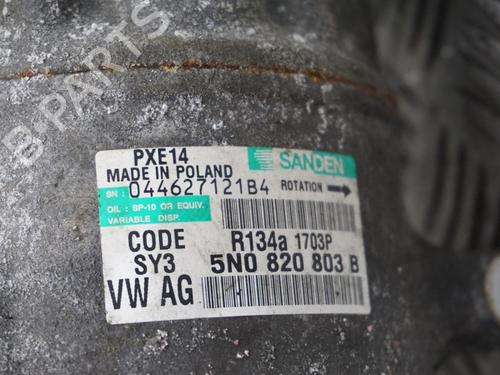 B-PARTS
PXE14
MADE IN POLAND
SANDEN
SN : 044627121B4 ROTATION
OIL : SP-10 OR EQUIV.
VARIABLE DISP.
CODE R134a 1703P
SY3 5N0 820 803 B
VW AG